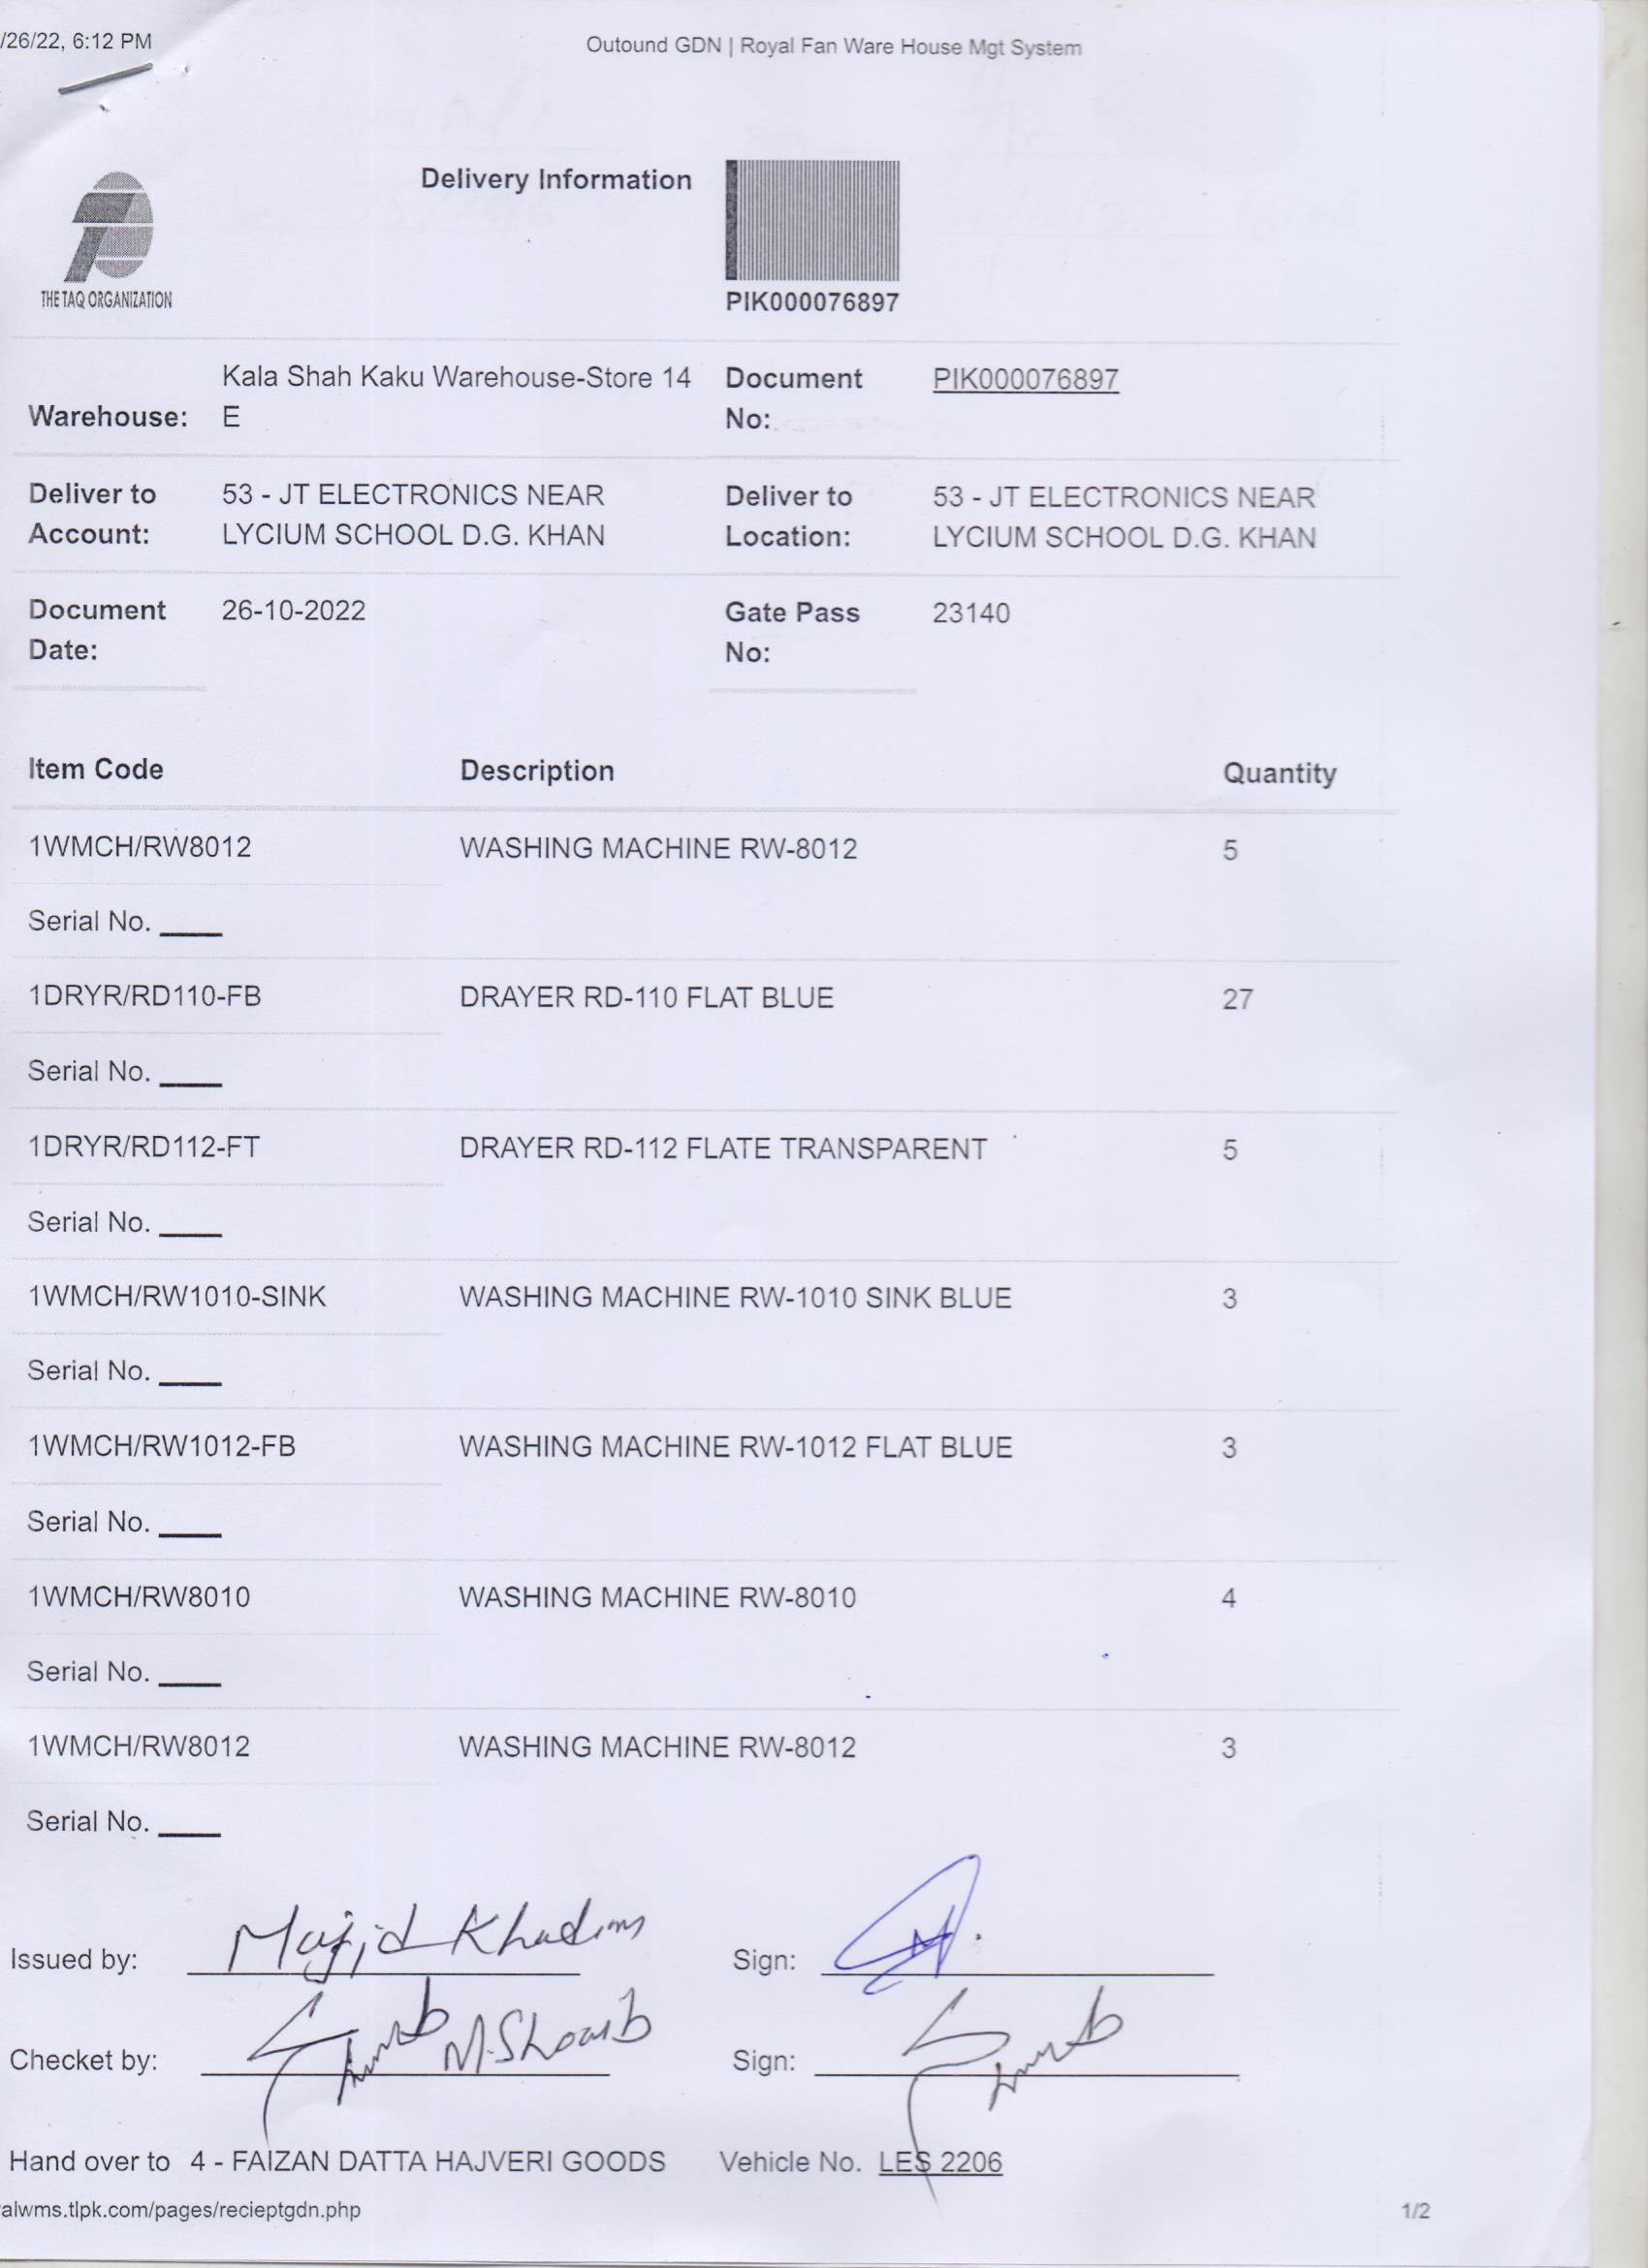 /26/22, 6:12 PM
Outound GDN | Royal Fan Ware House Mgt System
THE TAQ ORGANIZATION
Delivery Information
PIK000076897
Warehouse: Kala Shah Kaku Warehouse-Store 14 E
Document No: PIK000076897
Deliver to Account: 53 - JT ELECTRONICS NEAR LYCIUM SCHOOL D.G. KHAN
Deliver to Location: 53 - JT ELECTRONICS NEAR LYCIUM SCHOOL D.G. KHAN
Document Date: 26-10-2022
Gate Pass No: 23140
Item Code Description Quantity
1WMCH/RW8012 WASHING MACHINE RW-8012 5
Serial No. ____
1DRYR/RD110-FB DRAYER RD-110 FLAT BLUE 27
Serial No. ____
1DRYR/RD112-FT DRAYER RD-112 FLATE TRANSPARENT 5
Serial No. ____
1WMCH/RW1010-SINK WASHING MACHINE RW-1010 SINK BLUE 3
Serial No. ____
1WMCH/RW1012-FB WASHING MACHINE RW-1012 FLAT BLUE 3
Serial No. ____
1WMCH/RW8010 WASHING MACHINE RW-8010 4
Serial No. ____
1WMCH/RW8012 WASHING MACHINE RW-8012 3
Serial No. ____
Issued by: Majid Khadim Sign:
Checket by: M.Shoaib Sign:
Hand over to 4 - FAIZAN DATTA HAJVERI GOODS Vehicle No. LES 2206
alwms.tlpk.com/pages/recieptgdn.php 1/2